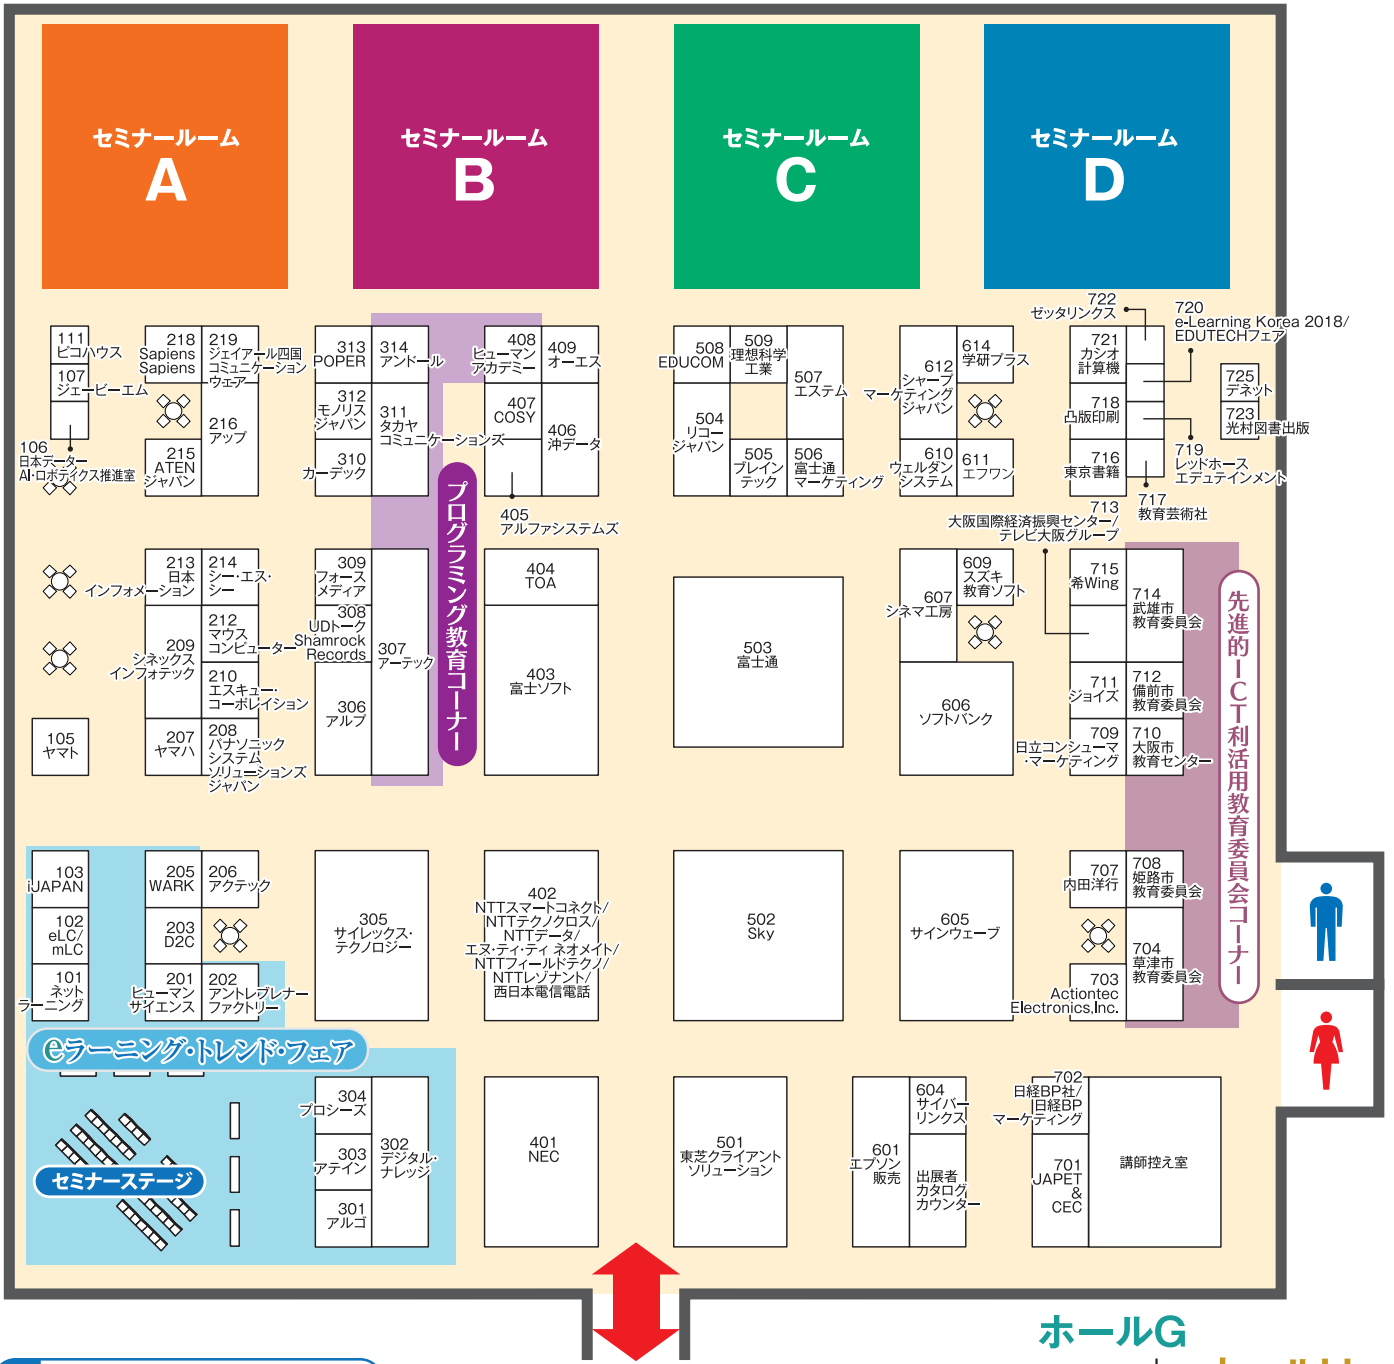 セミナールーム
A
セミナールーム
B
セミナールーム
C
セミナールーム
D
111
ピコハウス
107
ジェービーエム
106
日本データー
AI・ロボティクス推進室
218
Sapiens
Sapiens
219
ジェイアール四国
コミュニケーション
ウェア
216
アップ
215
ATEN
ジャパン
313
POPER
314
アンドール
312
モノリス
ジャパン
311
タカヤ
コミュニケーションズ
310
カーデック
408
ヒューマン
アカデミー
409
オーエス
407
COSY
406
沖データ
405
アルファシステムズ
プログラミング教育コーナー
508
EDUCOM
509
理想科学
工業
507
エステム
504
リコー
ジャパン
505
ブレイン
テック
506
富士通
マーケティング
614
学研プラス
612
シャープ
マーケティング
ジャパン
610
ウェルダン
システム
611
エフワン
722
ゼッタリンクス
720
e-Learning Korea 2018/
EDUTECHフェア
721
カシオ
計算機
718
凸版印刷
716
東京書籍
719
レッドホース
エデュテインメント
717
教育芸術社
725
デネット
723
光村図書出版
713
大阪国際経済振興センター/
テレビ大阪グループ
213
日本
インフォメーション
214
シー・エス・
シー
212
マウス
コンピューター
209
シネックス
インフォテック
210
エスキュー・
コーポレイション
207
ヤマハ
208
パナソニック
システム
ソリューションズ
ジャパン
105
ヤマト
309
フォース
メディア
308
UDトーク
Shamrock
Records
307
アーテック
306
アルプ
404
TOA
403
富士ソフト
503
富士通
609
スズキ
教育ソフト
607
シネマ工房
606
ソフトバンク
715
希Wing
714
武雄市
教育委員会
711
ジョイズ
712
備前市
教育委員会
709
日立コンシューマ
・マーケティング
710
大阪市
教育センター
先進的ICT利活用教育委員会コーナー
103
iJAPAN
102
eLC/
mLC
101
ネット
ラーニング
205
WARK
206
アクテック
203
D2C
201
ヒューマン
サイエンス
202
アントレプレナー
ファクトリー
305
サイレックス・
テクノロジー
402
NTTスマートコネクト/
NTTテクノクロス/
NTTデータ/
エヌ・ティ・ティ ネオメイト/
NTTフィールドテクノ/
NTTレゾナント/
西日本電信電話
502
Sky
605
サインウェーブ
707
内田洋行
708
姫路市
教育委員会
704
草津市
教育委員会
703
Actiontec
Electronics,Inc.
eラーニング・トレンド・フェア
セミナーステージ
304
プロシーズ
303
アテイン
302
デジタル・
ナレッジ
301
アルゴ
401
NEC
501
東芝クライアント
ソリューション
604
サイバー
リンクス
601
エプソン
販売
出展者
カタログ
カウンター
702
日経BP社/
日経BP
マーケティング
701
JAPET
&
CEC
講師控え室
ホールG